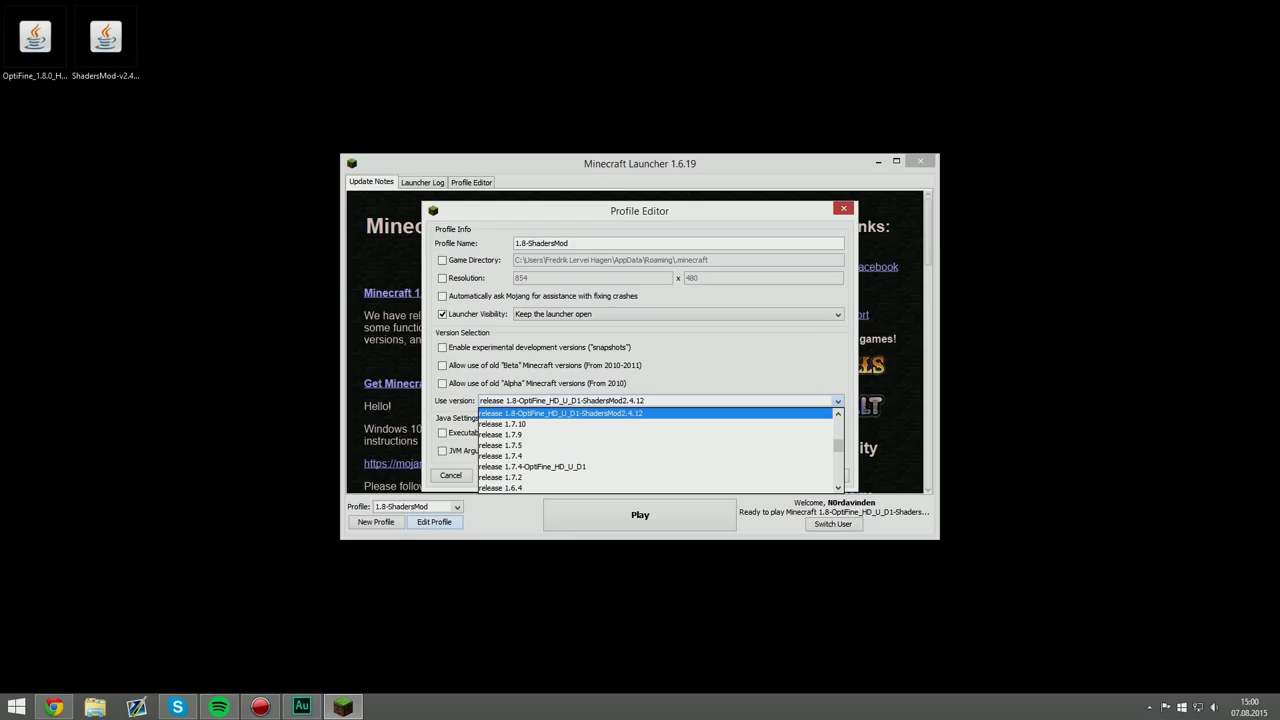 OptiFine_1.8.0_H...
ShadersMod-v2.4...
Minecraft Launcher 1.6.19
Update Notes
Launcher Log
Profile Editor
Minec
nks:
Profile Editor
Profile Info
Profile Name:
1.8-ShadersMod
Game Directory:
C:\Users\Fredrik Lervei Hagen\AppData\Roaming\.minecraft
acebook
Resolution:
854
x
480
Minecraft 1.
Automatically ask Mojang for assistance with fixing crashes
We have rel
Launcher Visibility:
Keep the launcher open
ort
some functio
versions, an
Version Selection
games!
Enable experimental development versions ("snapshots")
Allow use of old "Beta" Minecraft versions (From 2010-2011)
Get Minecra
Allow use of old "Alpha" Minecraft versions (From 2010)
Use version:
release 1.8-OptiFine_HD_U_D1-ShadersMod2.4.12
Hello!
release 1.8-OptiFine_HD_U_D1-ShadersMod2.4.12
Java Setting
release 1.7.10
Windows 10
Executab
release 1.7.9
instructions
release 1.7.5
JVM Argu
ity
release 1.7.4
https://moja
release 1.7.4-OptiFine_HD_U_D1
Cancel
release 1.7.2
Please follow
release 1.6.4
Profile:
1.8-ShadersMod
New Profile
Edit Profile
Play
Welcome, N0rdavinden
Ready to play Minecraft 1.8-OptiFine_HD_U_D1-Shaders...
Switch User
Au
15:00
07.08.2015